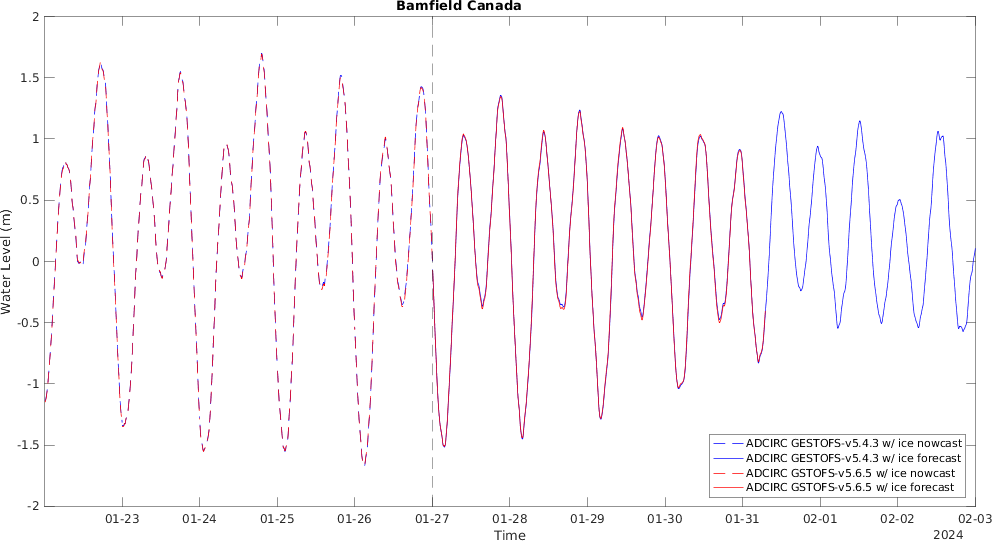 Bamfield Canada
2
1.5
1
0.5
0
-0.5
-1
-1.5
-2
Water Level (m)
01-23 01-24 01-25 01-26 01-27 01-28 01-29 01-30 01-31 02-01 02-02 02-03
Time
2024
ADCIRC GESTOFS-v5.4.3 w/ ice nowcast
ADCIRC GESTOFS-v5.4.3 w/ ice forecast
ADCIRC GSTOFS-v5.6.5 w/ ice nowcast
ADCIRC GSTOFS-v5.6.5 w/ ice forecast